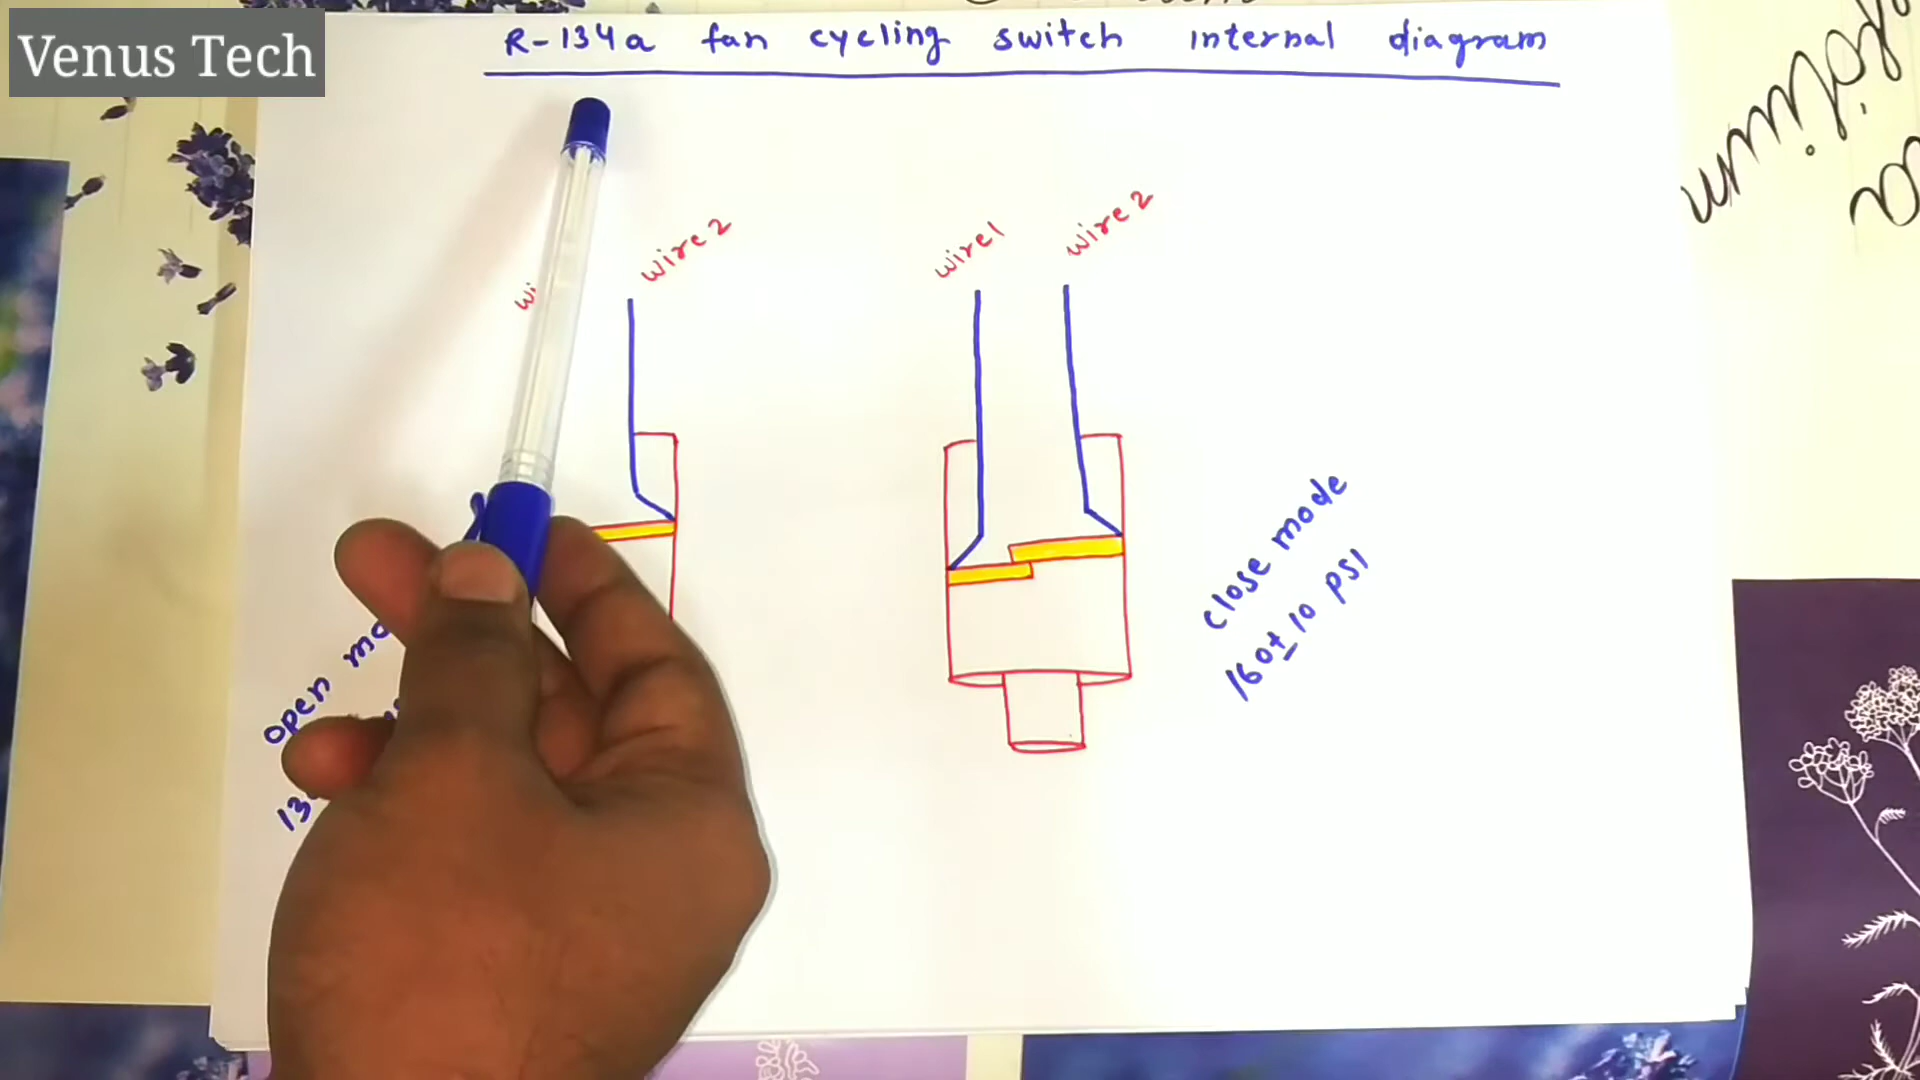 Venus Tech
R-134a fan cycling switch internal diagram
wire2
wire1
wire2
open
close mode
160±10 PSI